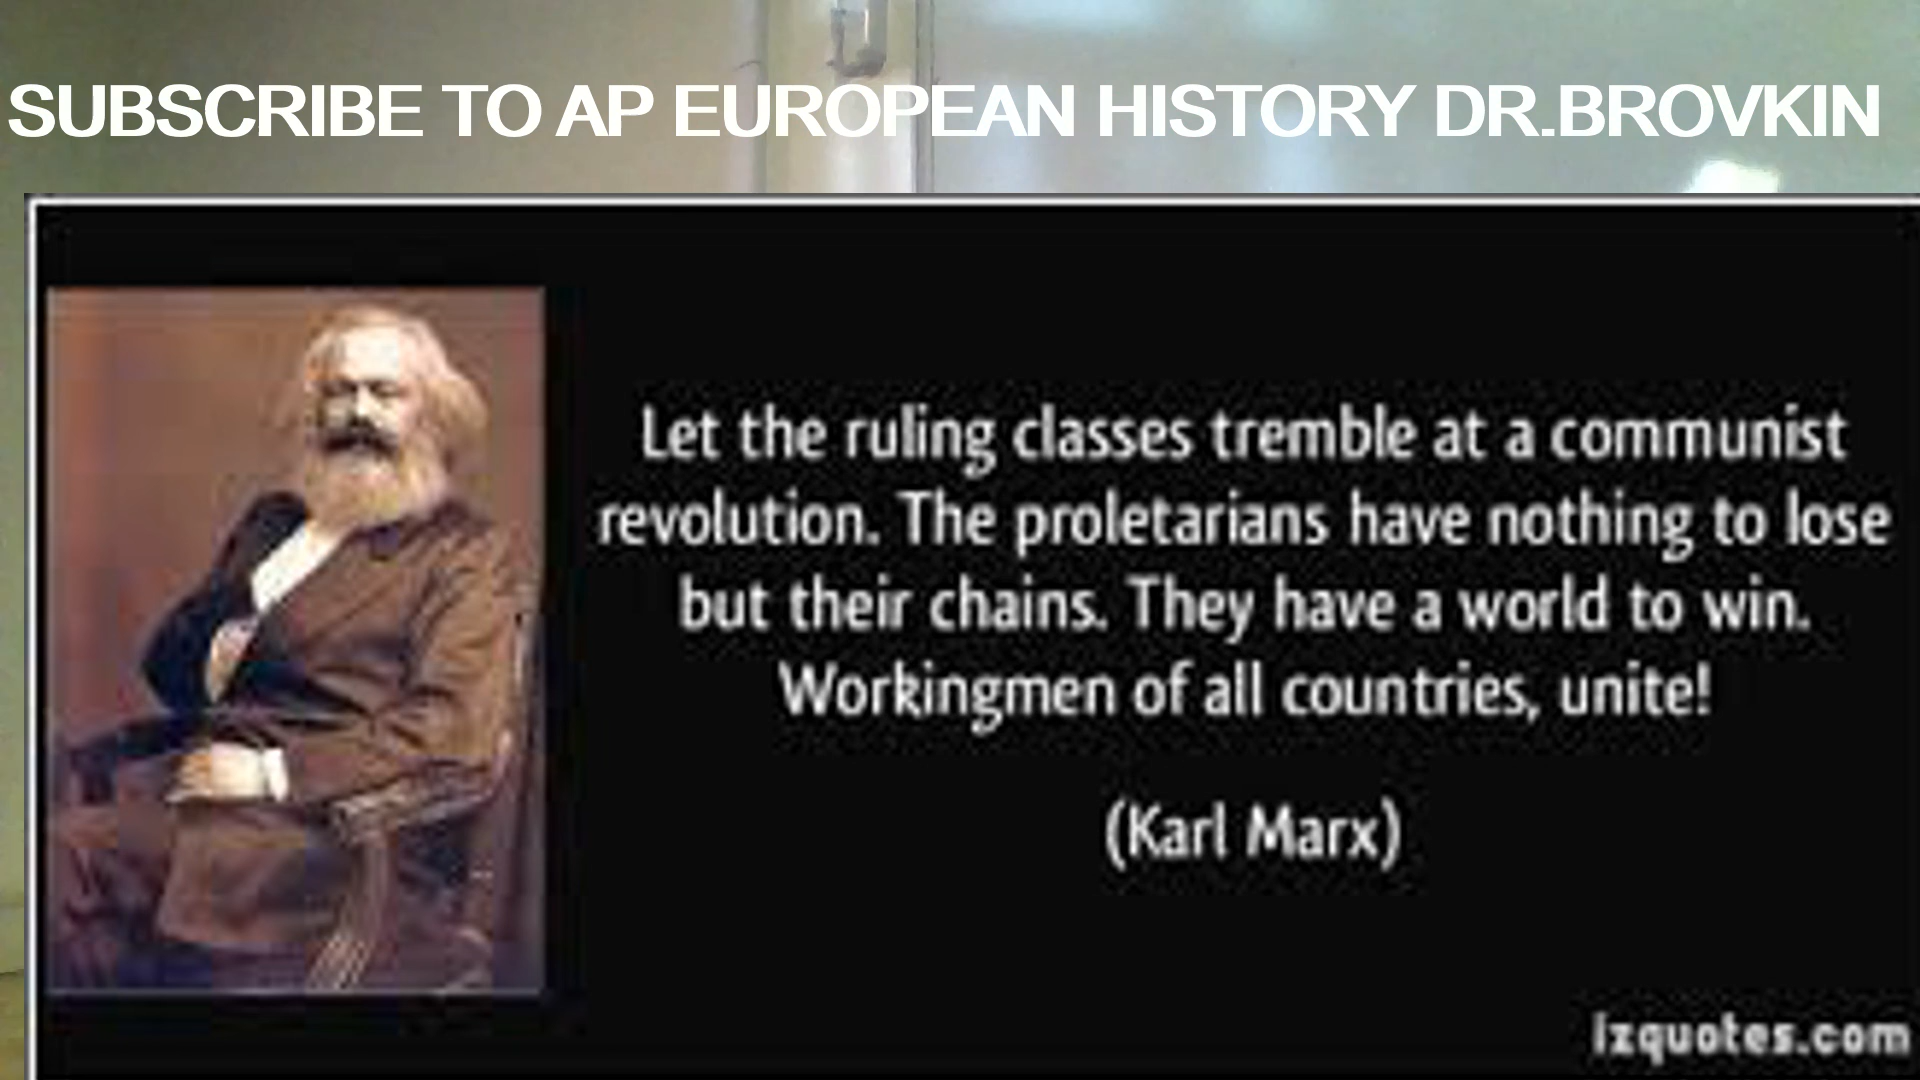 SUBSCRIBE TO AP EUROPEAN HISTORY DR.BROVKIN
Let the ruling classes tremble at a communist
revolution. The proletarians have nothing to lose
but their chains. They have a world to win.
Workingmen of all countries, unite!
(Karl Marx)
izquotes.com